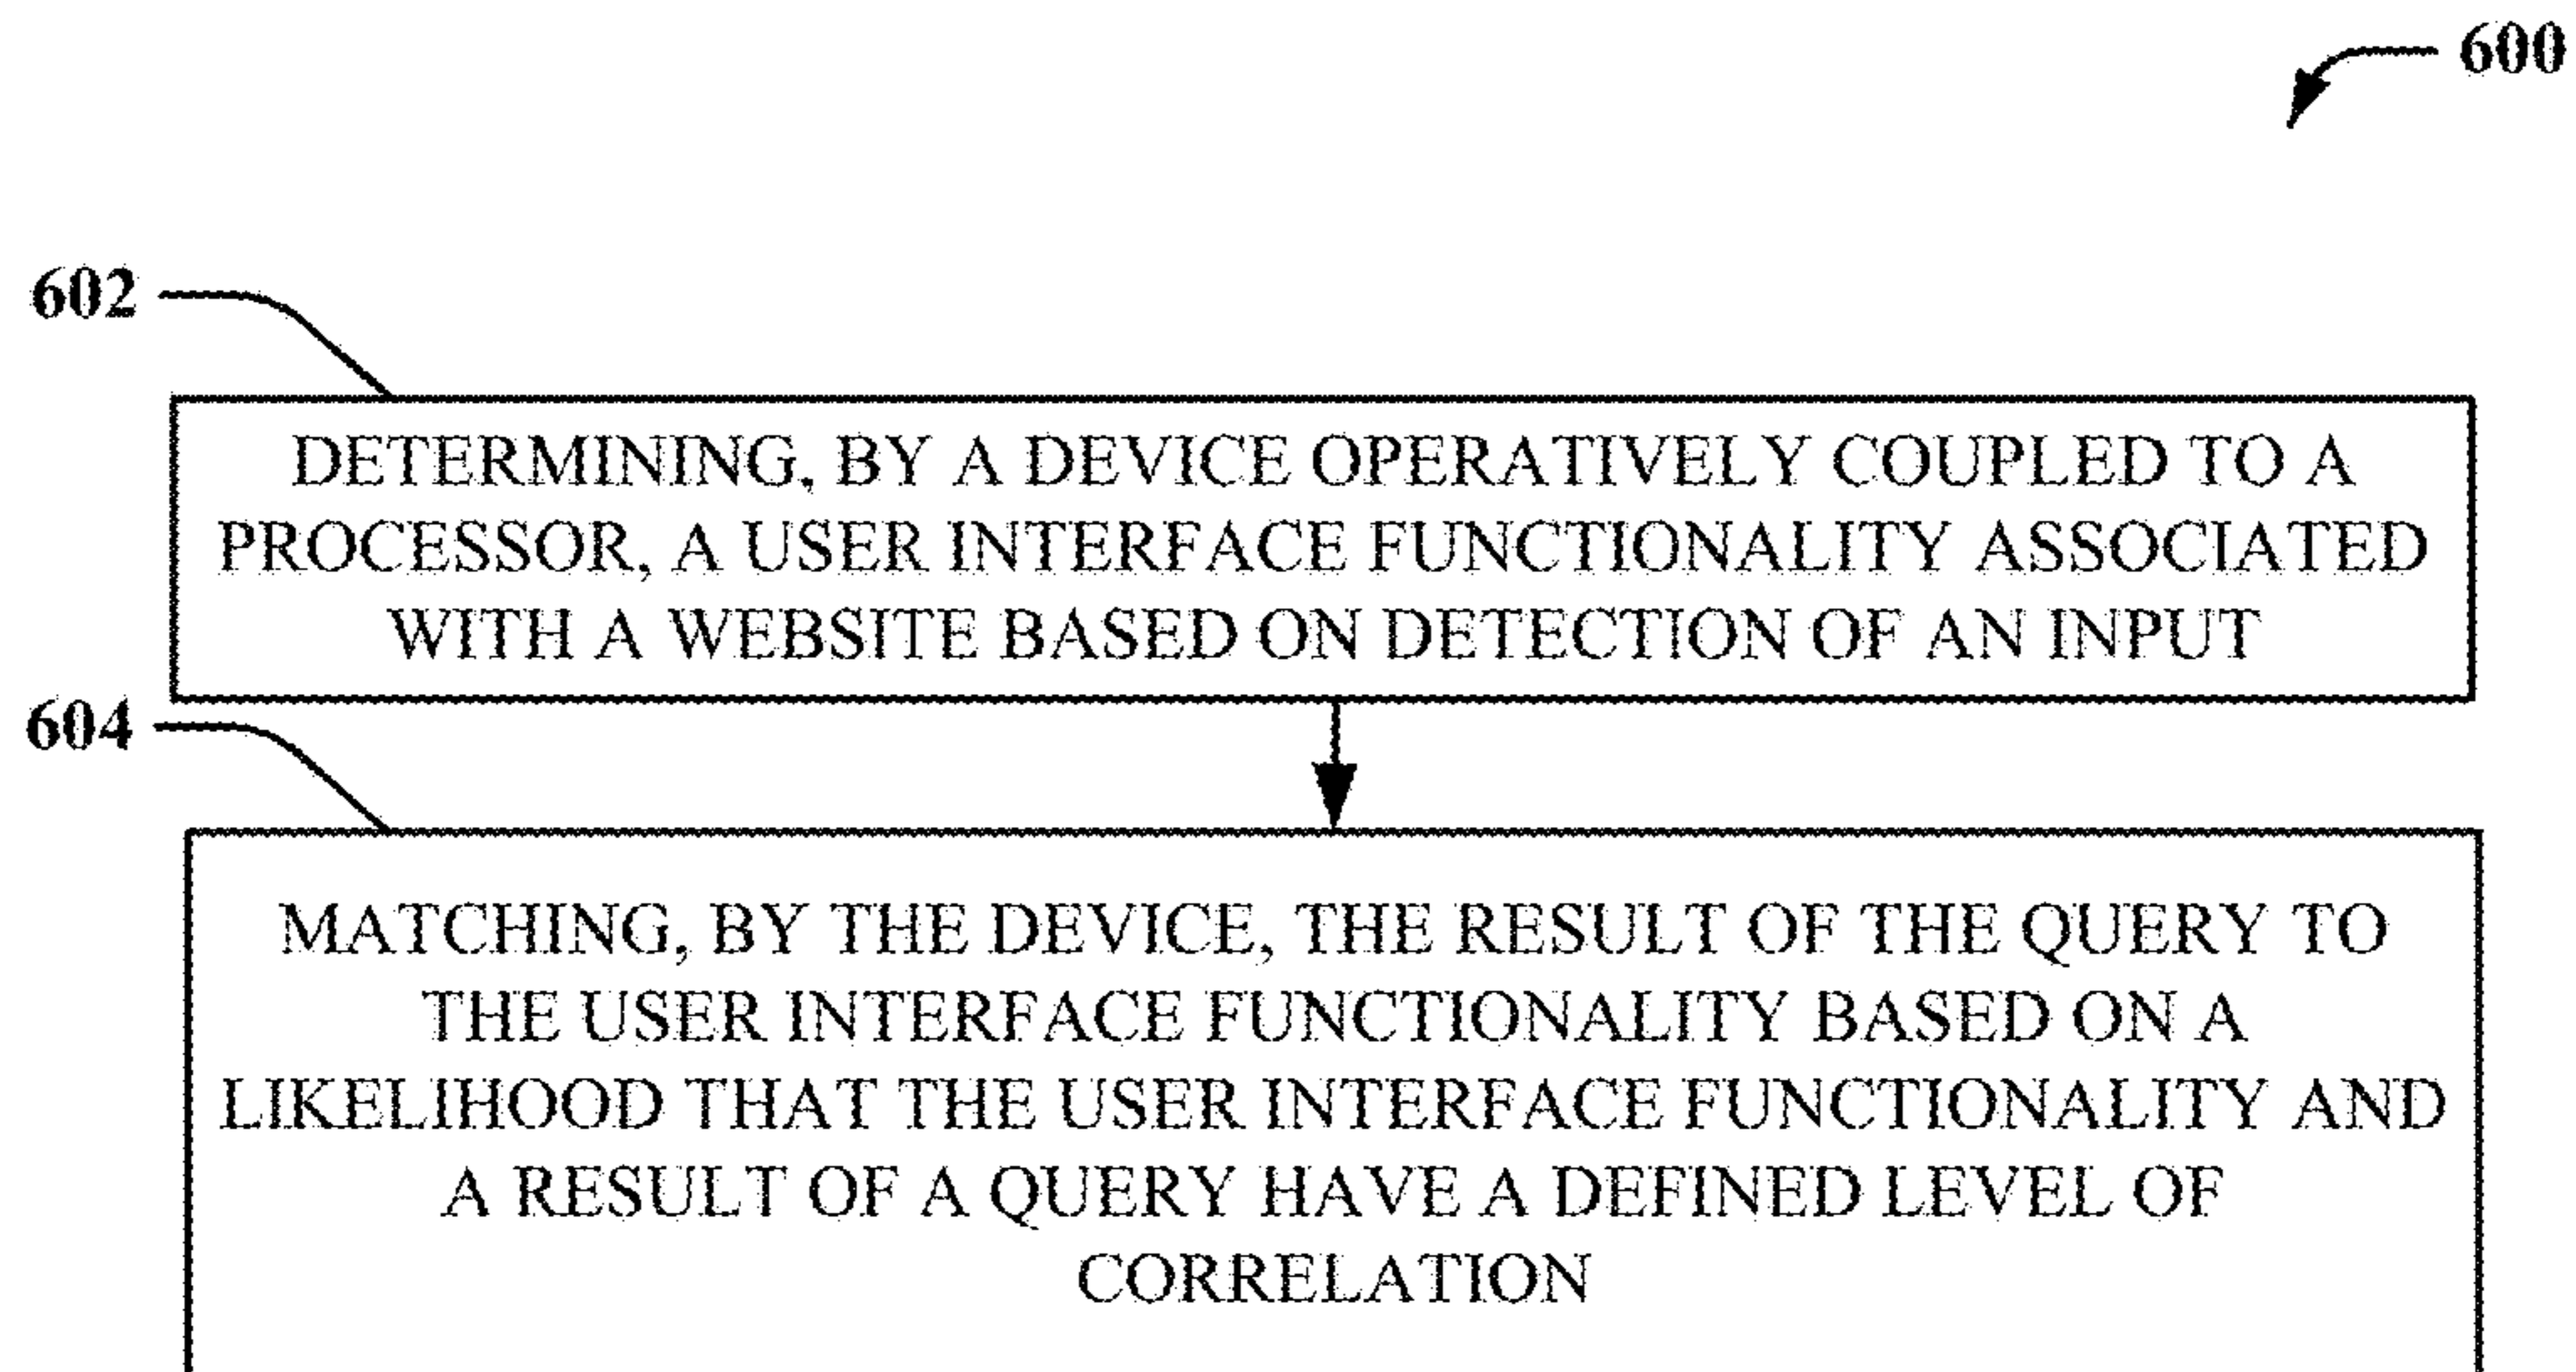 600
602
DETERMINING, BY A DEVICE OPERATIVELY COUPLED TO A
PROCESSOR, A USER INTERFACE FUNCTIONALITY ASSOCIATED
WITH A WEBSITE BASED ON DETECTION OF AN INPUT
604
MATCHING, BY THE DEVICE, THE RESULT OF THE QUERY TO
THE USER INTERFACE FUNCTIONALITY BASED ON A
LIKELIHOOD THAT THE USER INTERFACE FUNCTIONALITY AND
A RESULT OF A QUERY HAVE A DEFINED LEVEL OF
CORRELATION